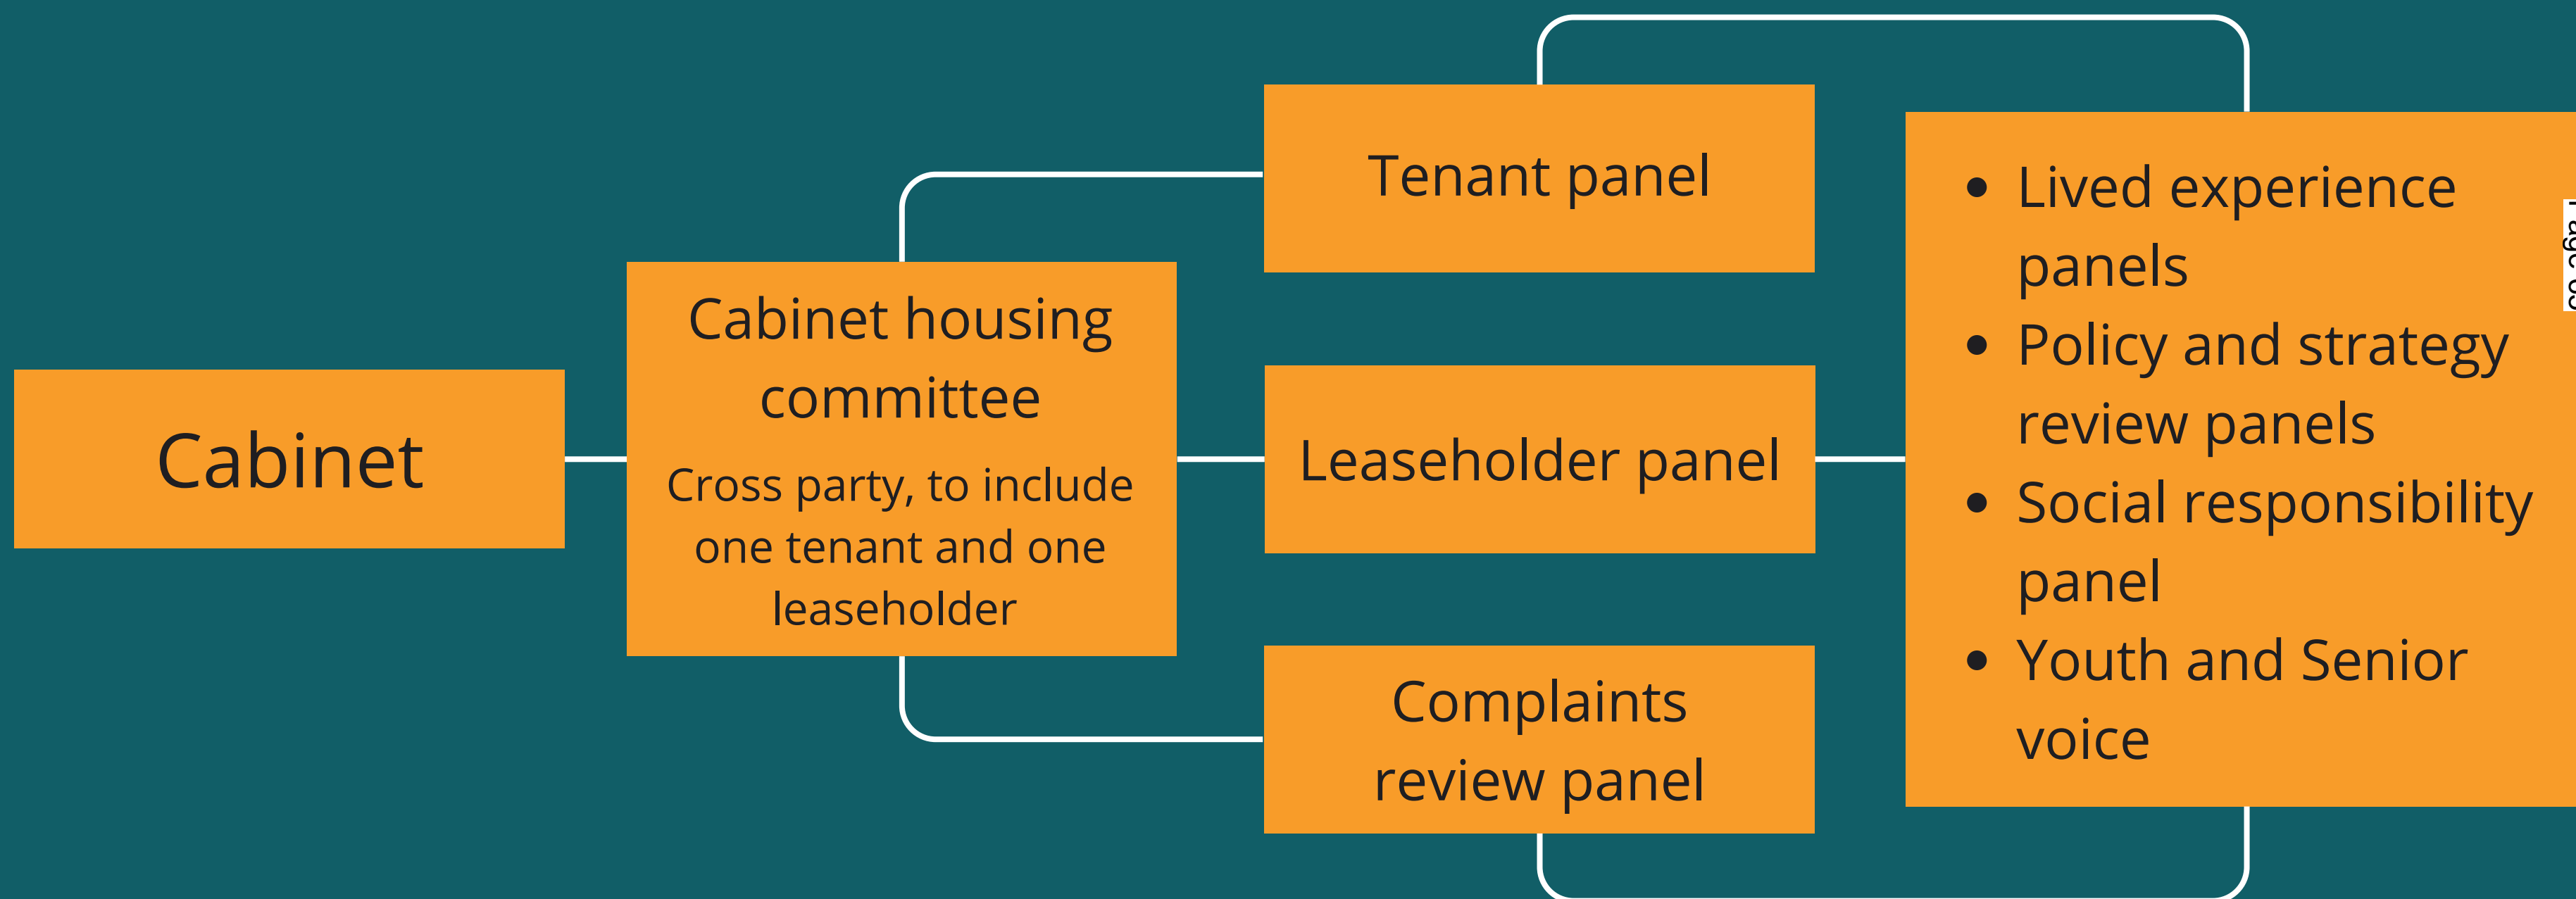 Cabinet
Cabinet housing
committee
Cross party, to include
one tenant and one
leaseholder
Tenant panel
Leaseholder panel
Complaints
review panel
• Lived experience
panels
• Policy and strategy
review panels
• Social responsibility
panel
• Youth and Senior
voice
Page